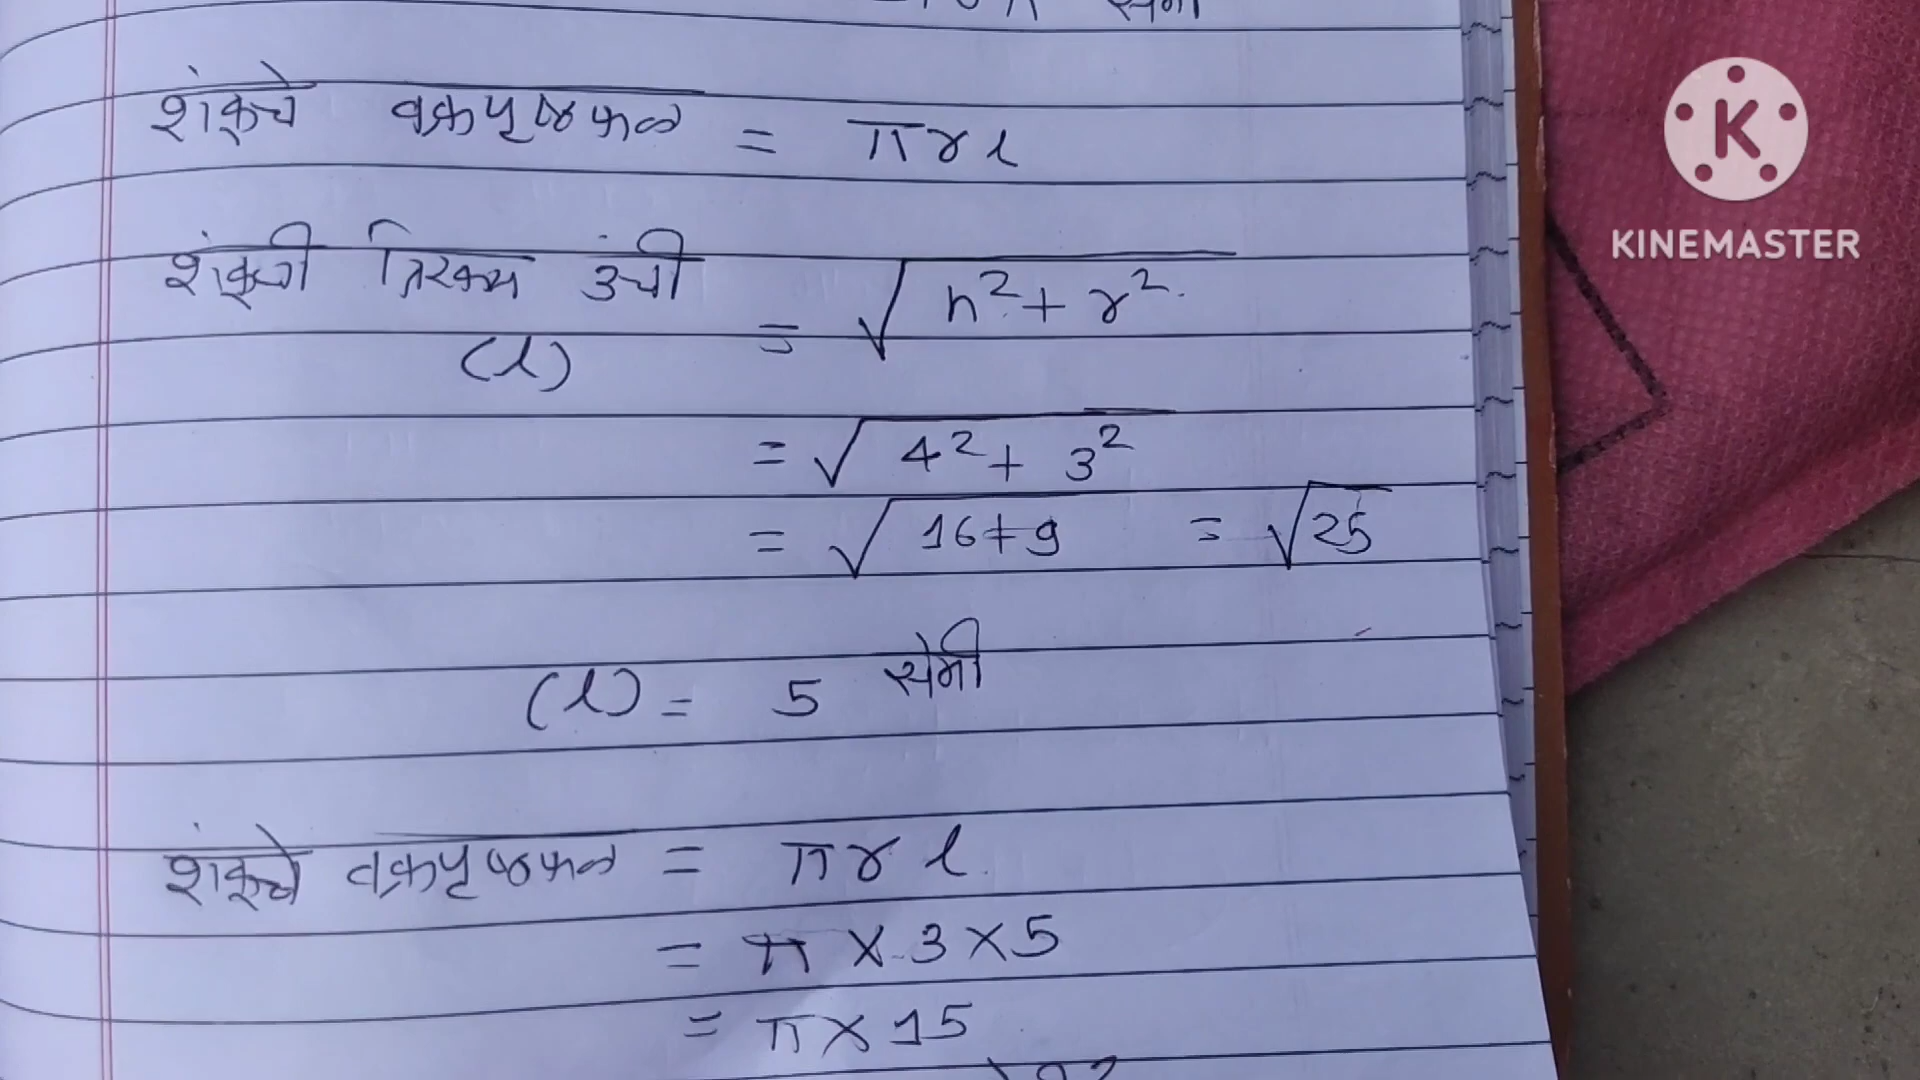 सेमी
शंकूचे वक्रपृष्ठफळ = πrl
शंकूची तिरकस उंची (l) = √h²+r²
= √4²+3²
= √16+9 = √25
(l) = 5 सेमी
शंकूचे वक्रपृष्ठफळ = πrl
= π×3×5
= π×15
K
KINEMASTER